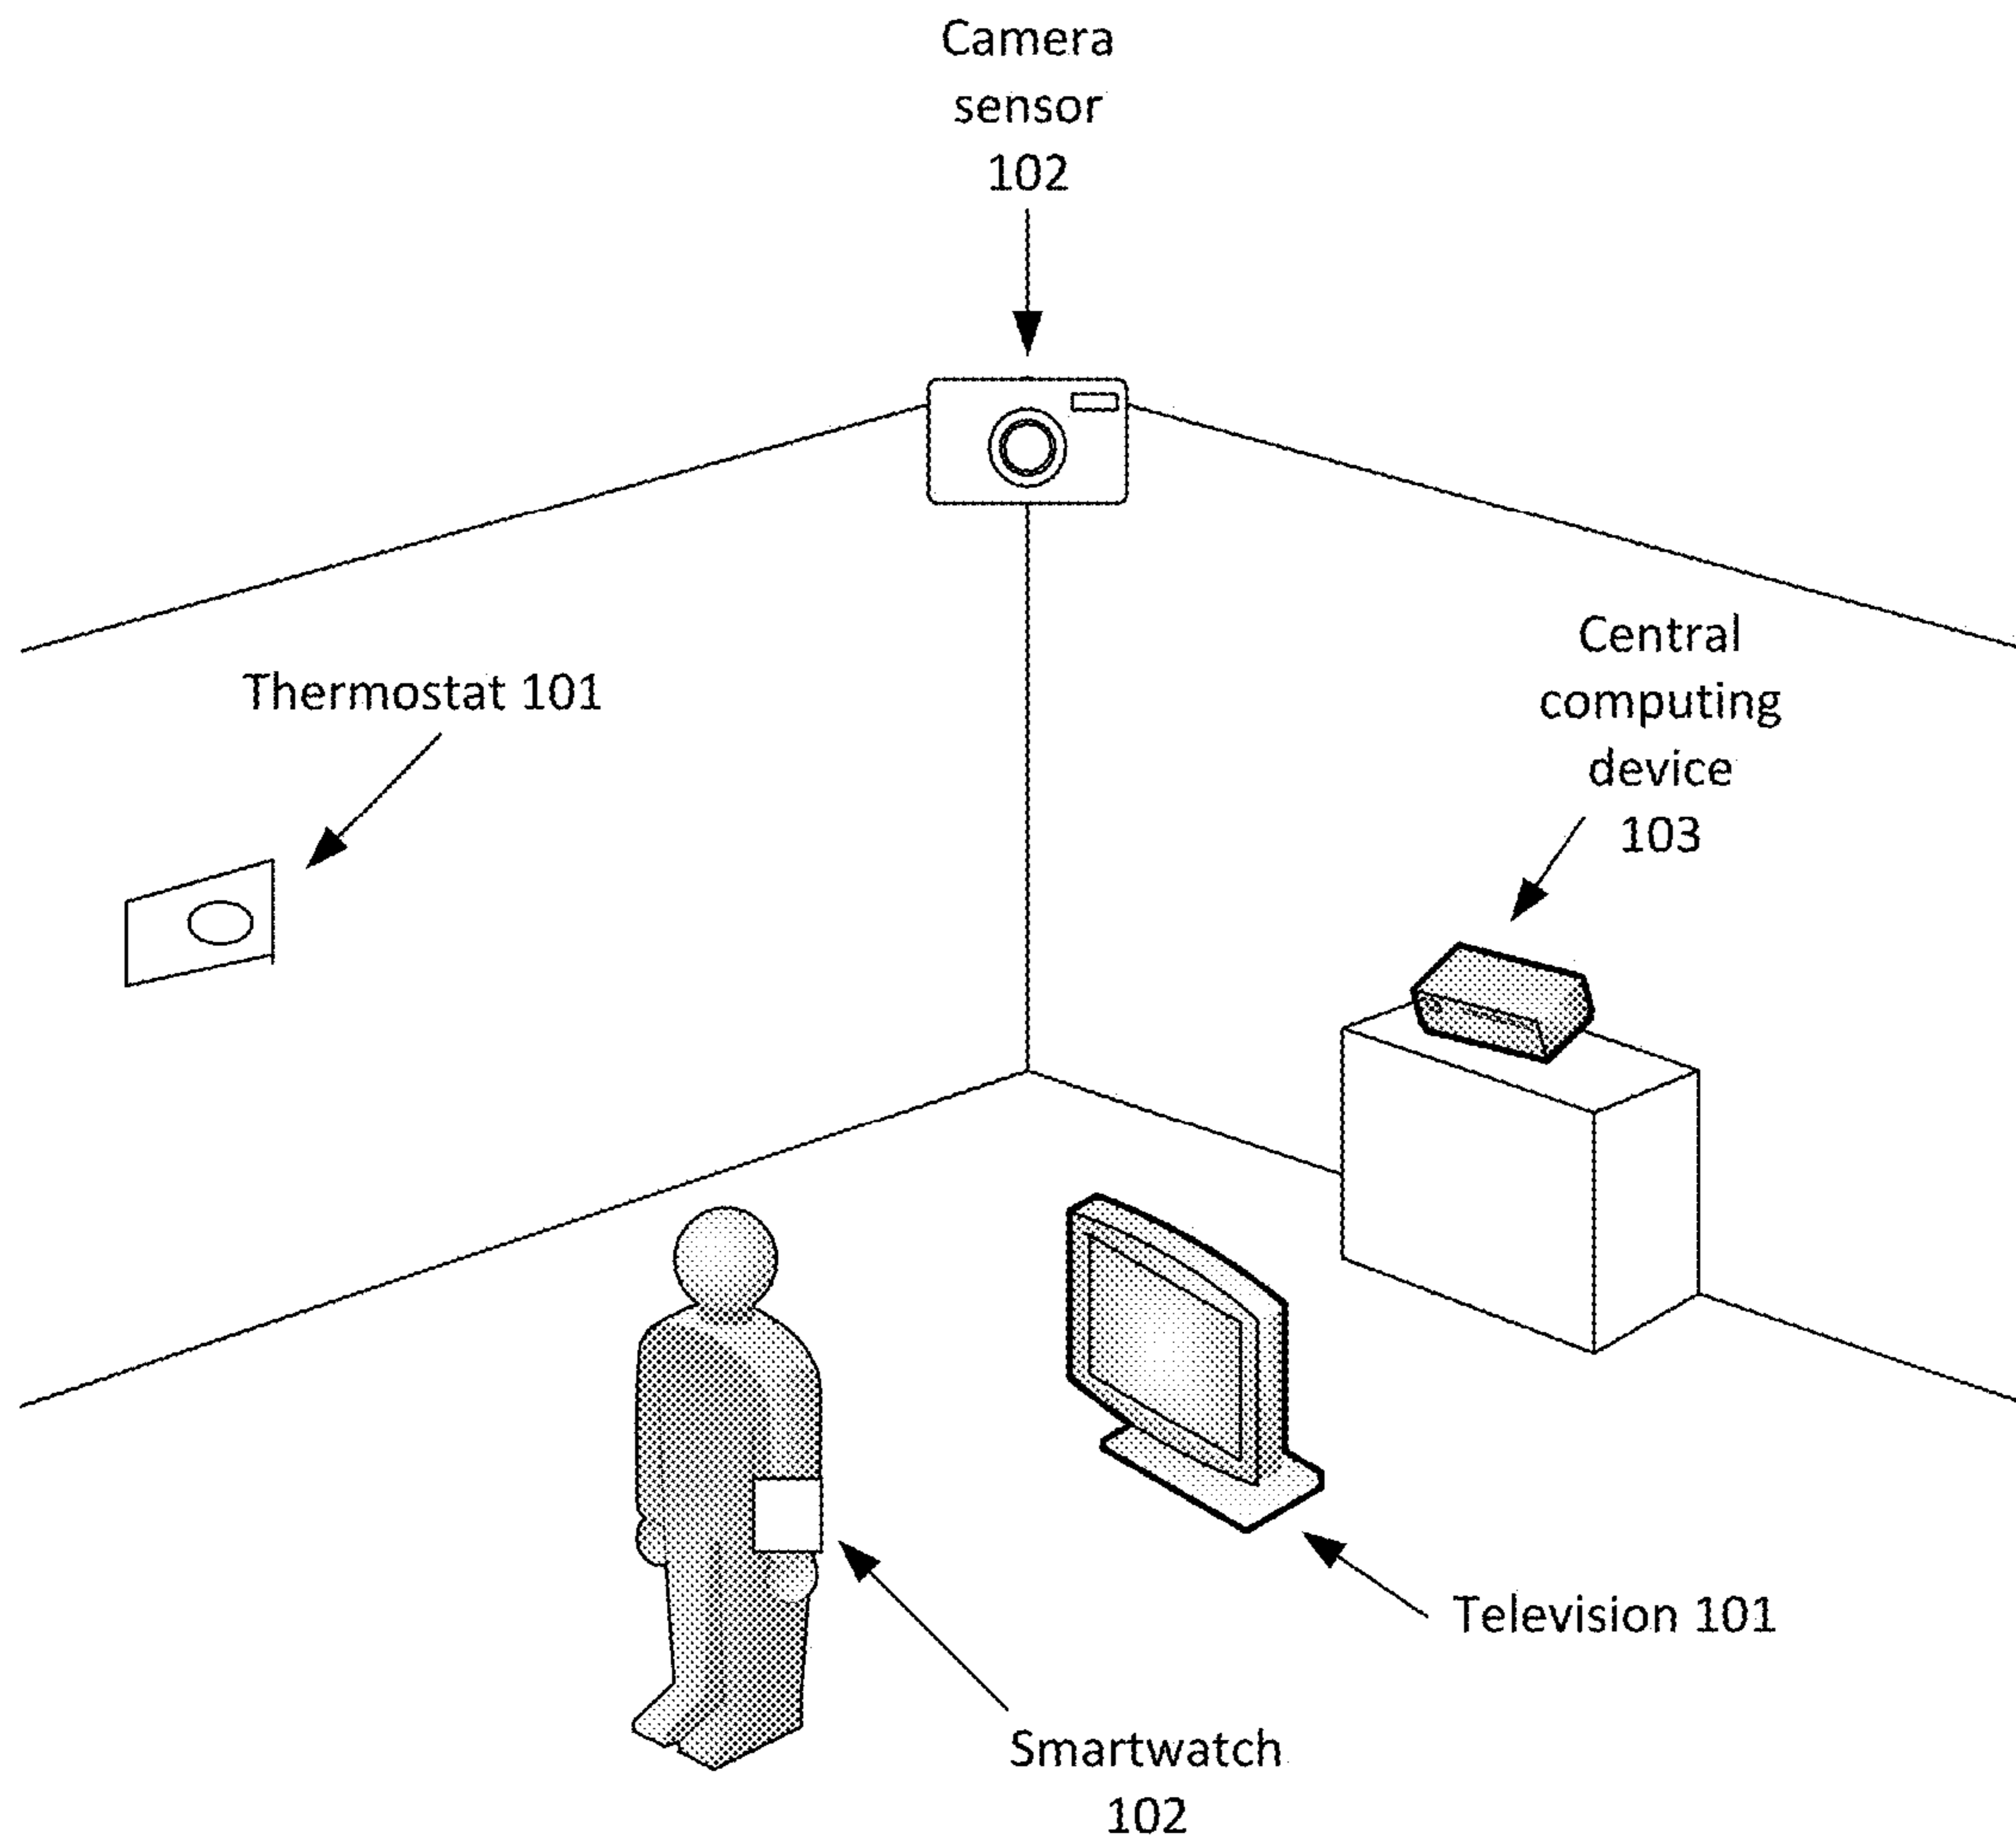 Camera
sensor
102
Thermostat 101
Central
computing
device
103
Television 101
Smartwatch
102